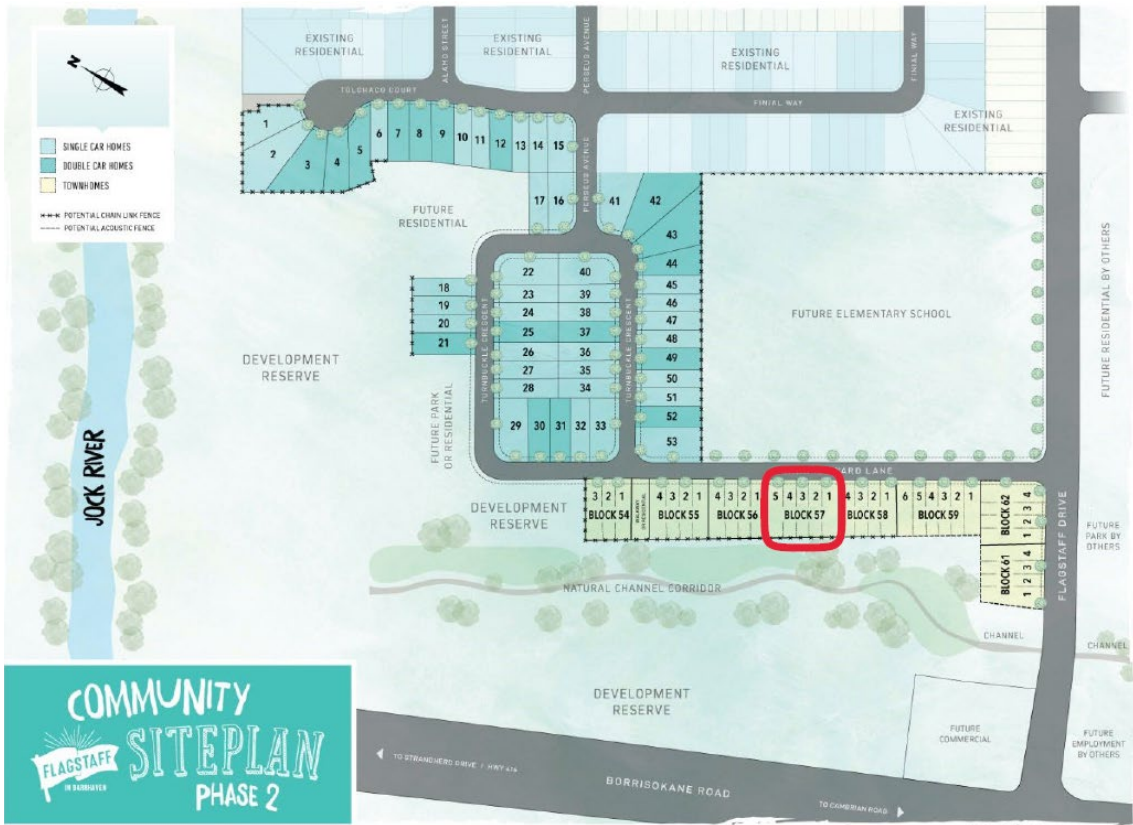 N
SINGLE CAR HOMES
DOUBLE CAR HOMES
TOWNHOMES
POTENTIAL CHAIN LINK FENCE
POTENTIAL ACOUSTIC FENCE
EXISTING
RESIDENTIAL
ALAMO STREET
EXISTING
RESIDENTIAL
PERSEUS AVENUE
EXISTING
RESIDENTIAL
FINIAL WAY
TOLCHACO COURT
FINIAL WAY
EXISTING
RESIDENTIAL
1
2
3
4
5
6
7
8
9
10
11
12
13
14
15
17
16
PERSEUS AVENUE
41
42
43
44
45
46
47
48
49
50
51
52
53
FUTURE
RESIDENTIAL
18
19
20
21
TURNBUCKLE CRESCENT
22
40
23
39
24
38
25
37
26
36
27
35
28
34
29
30
31
32
33
TURNBUCKLE CRESCENT
FUTURE ELEMENTARY SCHOOL
FUTURE RESIDENTIAL BY OTHERS
DEVELOPMENT
RESERVE
FUTURE PARK
OR RESIDENTIAL
JOCK RIVER
LANE
DEVELOPMENT
RESERVE
3 2 1
BLOCK 54
4 3 2 1
BLOCK 55
4 3 2 1
BLOCK 56
5 4 3 2 1
BLOCK 57
4 3 2 1
BLOCK 58
6 5 4 3 2 1
BLOCK 59
BLOCK 62
1 2 3 4
BLOCK 61
1 2 3 4
FLAGSTAFF DRIVE
FUTURE
PARK BY
OTHERS
NATURAL CHANNEL CORRIDOR
CHANNEL
CHANNEL
DEVELOPMENT
RESERVE
FUTURE
COMMERCIAL
FUTURE
EMPLOYMENT
BY OTHERS
COMMUNITY
SITEPLAN
PHASE 2
FLAGSTAFF
IN BARRHAVEN
TO STRANDHERD DRIVE / HWY 416
BORRISOKANE ROAD
TO CAMBRIAN ROAD